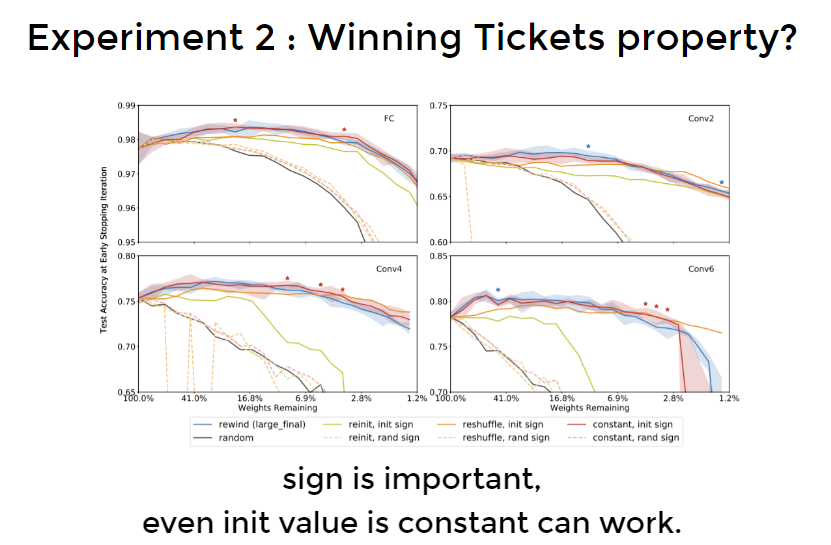 Experiment 2 : Winning Tickets property?
0.99
0.98
0.97
0.96
0.95
FC
0.75
0.70
0.65
0.60
Conv2
Test Accuracy at Early Stopping Iteration
0.80
0.75
0.70
0.65
Conv4
0.85
0.80
0.75
0.70
Conv6
100.0% 41.0% 16.8% 6.9% 2.8% 1.2%
Weights Remaining
100.0% 41.0% 16.8% 6.9% 2.8% 1.2%
Weights Remaining
rewind (large_final) reinit, init sign reshuffle, init sign constant, init sign
random reinit, rand sign reshuffle, rand sign constant, rand sign
sign is important,
even init value is constant can work.